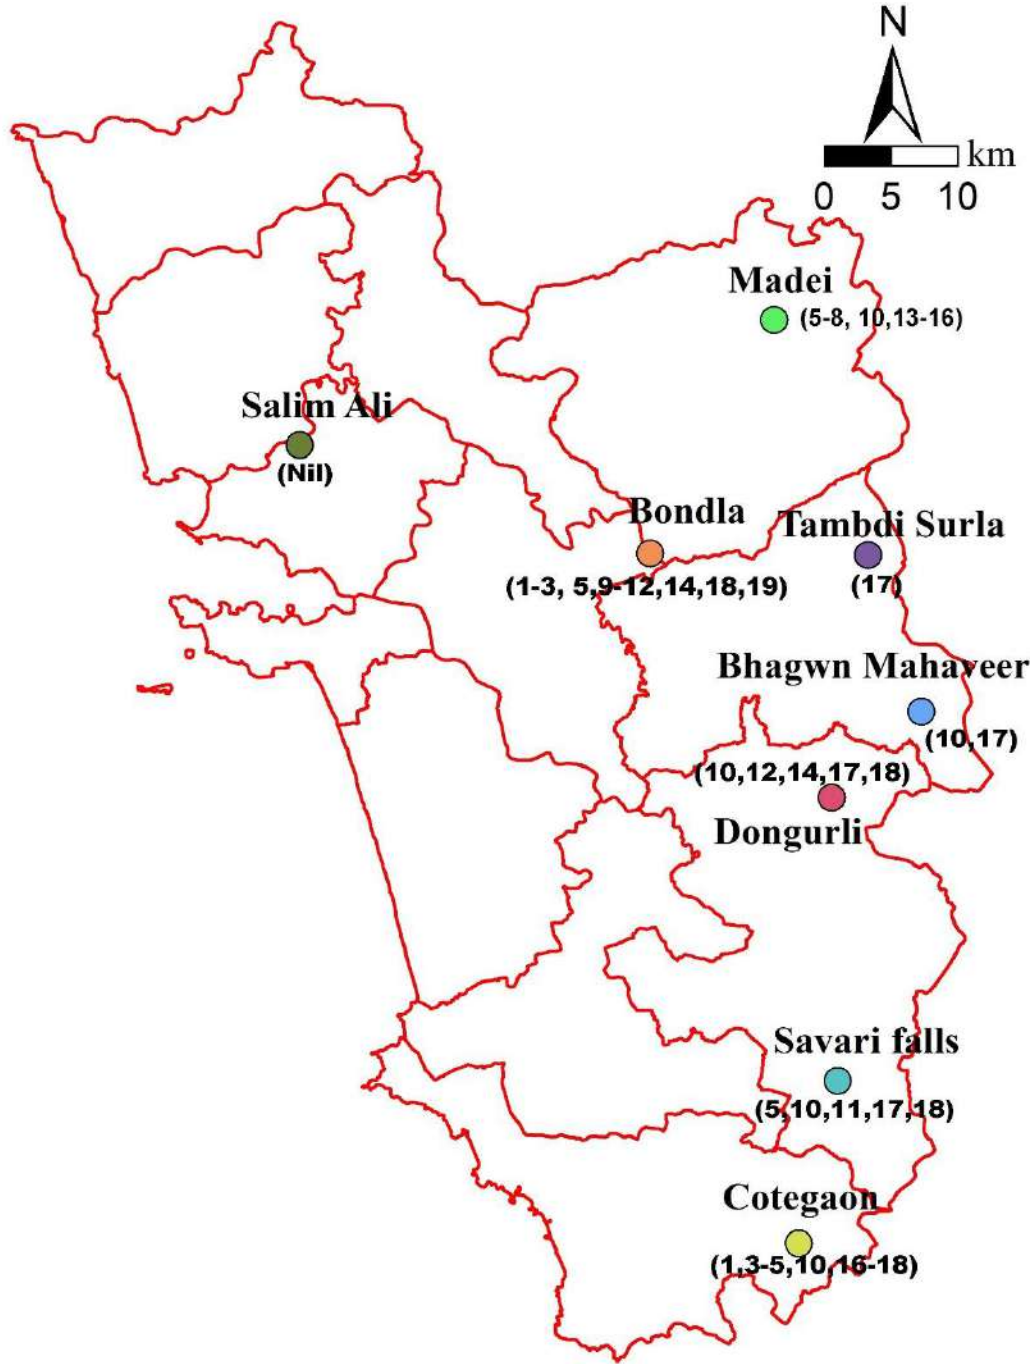 N
km
0 5 10
Madei
(5-8, 10,13-16)
Salim Ali
(Nil)
Bondla
(1-3, 5,9-12,14,18,19)
Tambdi Surla
(17)
Bhagwn Mahaveer
(10,17)
(10,12,14,17,18)
Dongurli
Savari falls
(5,10,11,17,18)
Cotegaon
(1,3-5,10,16-18)